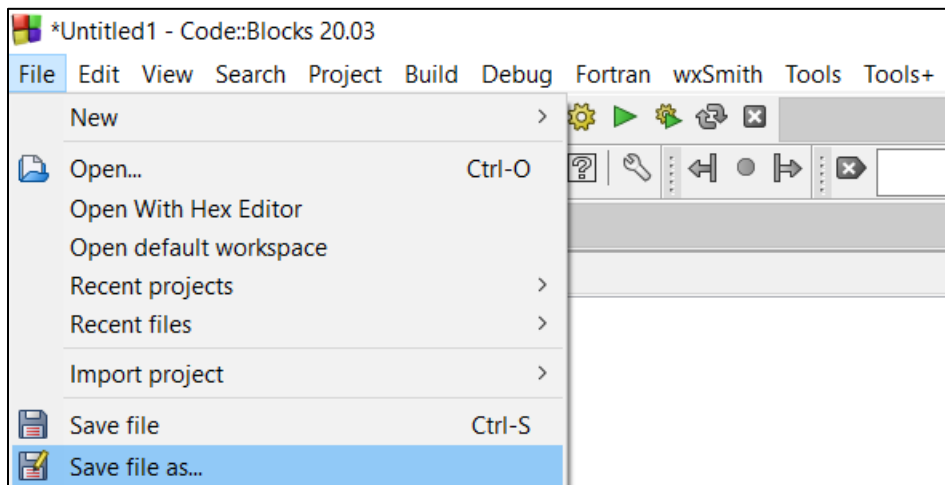 *Untitled1 - Code::Blocks 20.03
File Edit View Search Project Build Debug Fortran wxSmith Tools Tools+
New
Open... Ctrl-O
Open With Hex Editor
Open default workspace
Recent projects
Recent files
Import project
Save file Ctrl-S
Save file as...